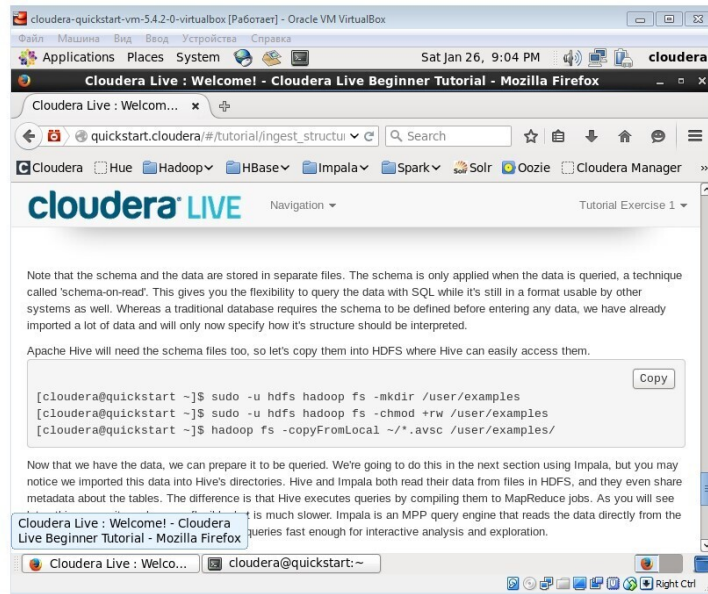 cloudera-quickstart-vm-5.4.2-0-virtualbox [Работает] - Oracle VM VirtualBox
Файл Машина Вид Ввод Устройства Справка
Applications Places System Sat Jan 26, 9:04 PM cloudera
Cloudera Live : Welcome! - Cloudera Live Beginner Tutorial - Mozilla Firefox
Cloudera Live : Welcom...
quickstart.cloudera/#/tutorial/ingest_structu Search
Cloudera Hue Hadoop HBase Impala Spark Solr Oozie Cloudera Manager »
cloudera LIVE Navigation Tutorial Exercise 1
Note that the schema and the data are stored in separate files. The schema is only applied when the data is queried, a technique
called 'schema-on-read'. This gives you the flexibility to query the data with SQL while it's still in a format usable by other
systems as well. Whereas a traditional database requires the schema to be defined before entering any data, we have already
imported a lot of data and will only now specify how it's structure should be interpreted.
Apache Hive will need the schema files too, so let's copy them into HDFS where Hive can easily access them.
Copy
[cloudera@quickstart ~]$ sudo -u hdfs hadoop fs -mkdir /user/examples
[cloudera@quickstart ~]$ sudo -u hdfs hadoop fs -chmod +rw /user/examples
[cloudera@quickstart ~]$ hadoop fs -copyFromLocal ~/*.avsc /user/examples/
Now that we have the data, we can prepare it to be queried. We're going to do this in the next section using Impala, but you may
notice we imported this data into Hive's directories. Hive and Impala both read their data from files in HDFS, and they even share
metadata about the tables. The difference is that Hive executes queries by compiling them to MapReduce jobs. As you will see
is much slower. Impala is an MPP query engine that reads the data directly from the
queries fast enough for interactive analysis and exploration.
Cloudera Live : Welcome! - Cloudera
Live Beginner Tutorial - Mozilla Firefox
Cloudera Live : Welco... cloudera@quickstart:~
Right Ctrl